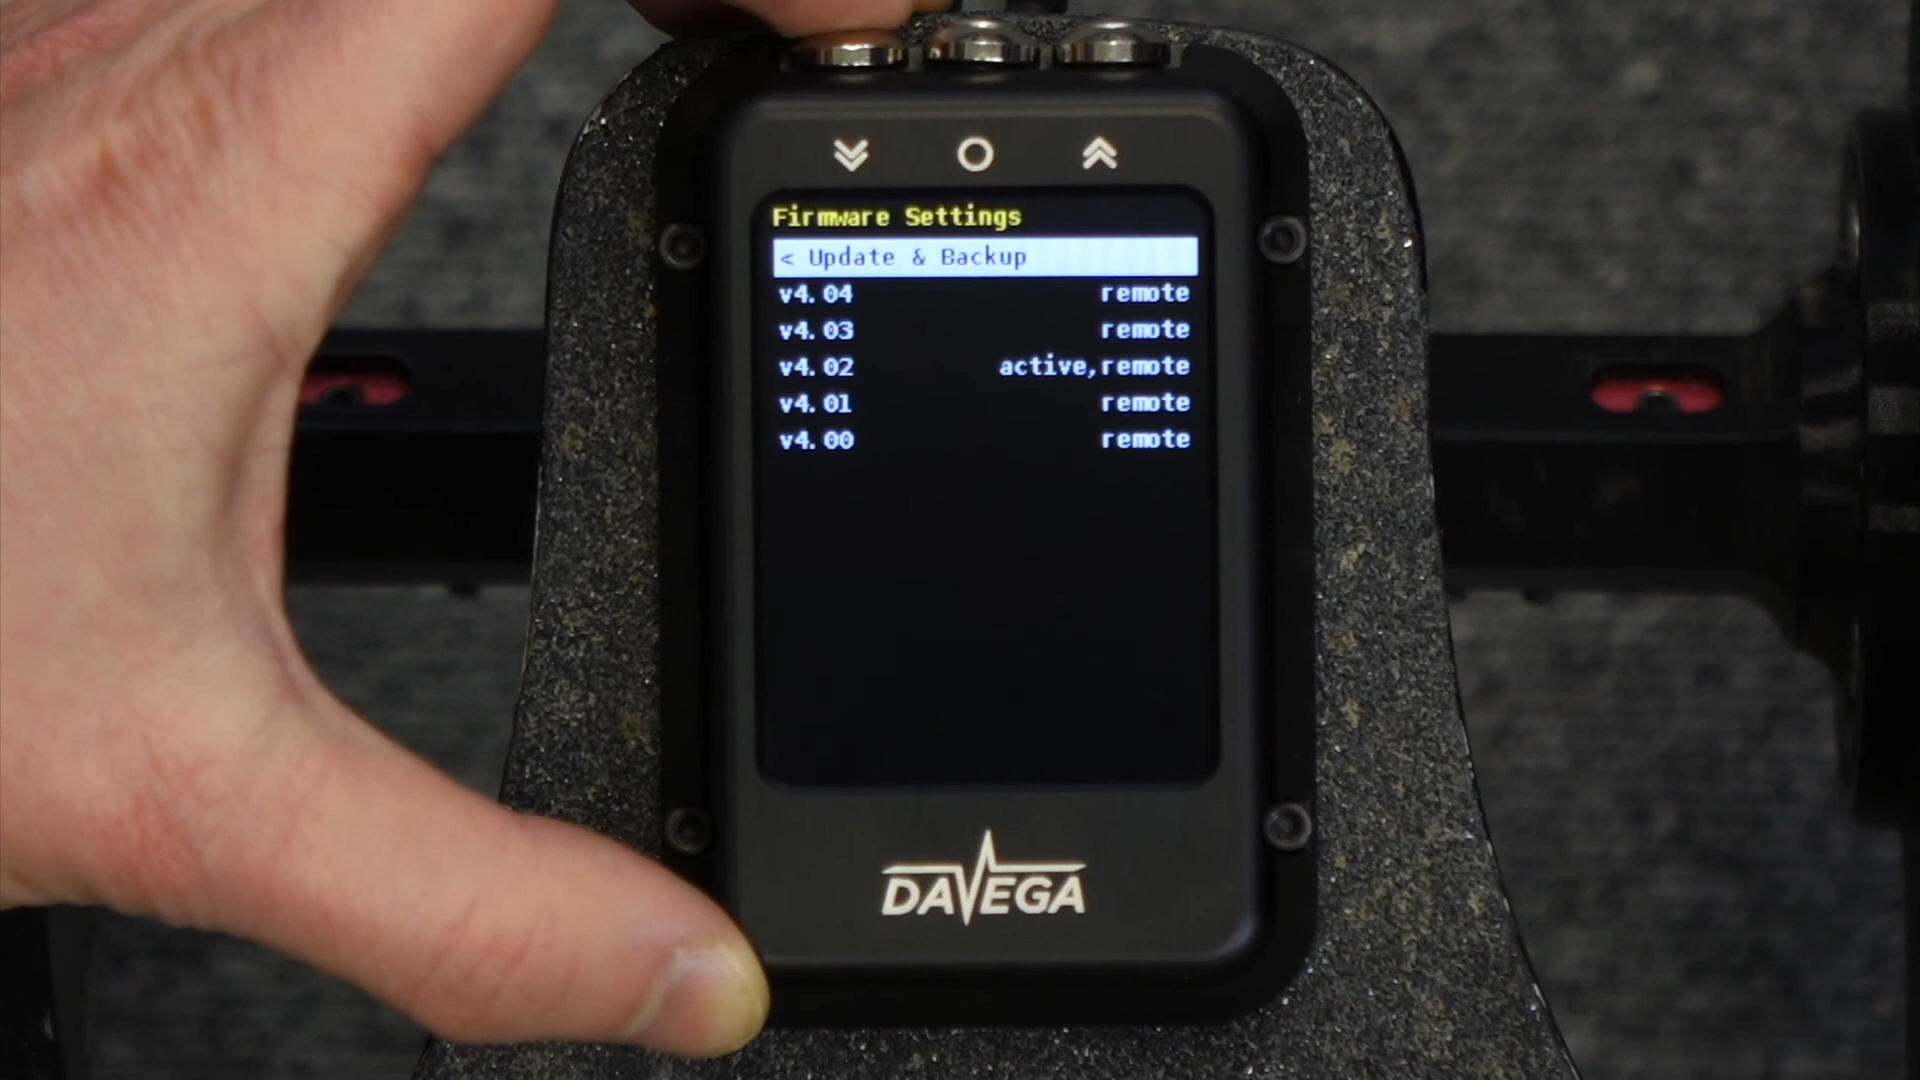 Firmware Settings
< Update & Backup
v4.04 remote
v4.03 remote
v4.02 active,remote
v4.01 remote
v4.00 remote
DAVEGA